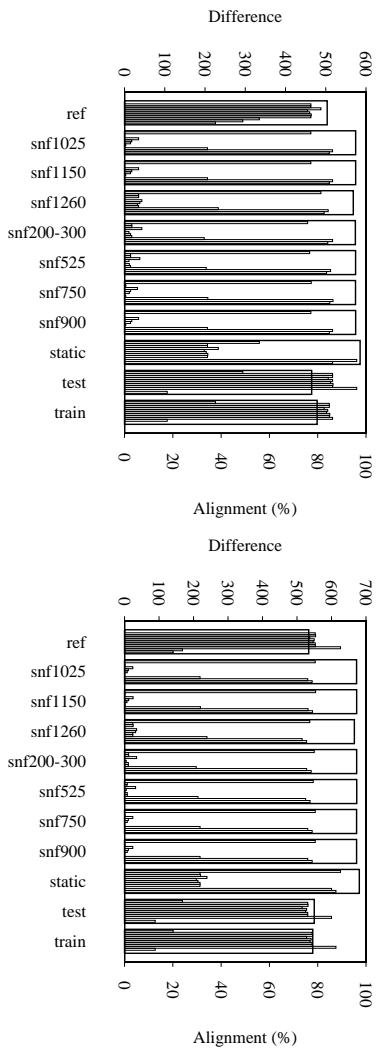 Difference
0 100 200 300 400 500 600
ref
snf1025
snf1150
snf1260
snf200-300
snf525
snf750
snf900
static
test
train
0 20 40 60 80 100
Alignment (%)
Difference
0 100 200 300 400 500 600 700
ref
snf1025
snf1150
snf1260
snf200-300
snf525
snf750
snf900
static
test
train
0 20 40 60 80 100
Alignment (%)